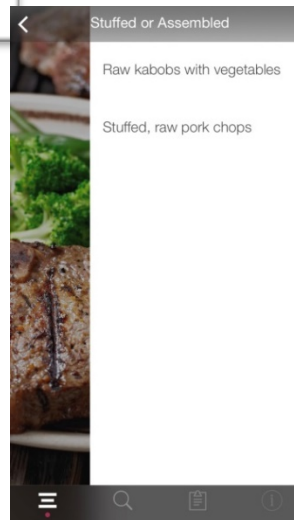 Stuffed or Assembled
Raw kabobs with vegetables
Stuffed, raw pork chops